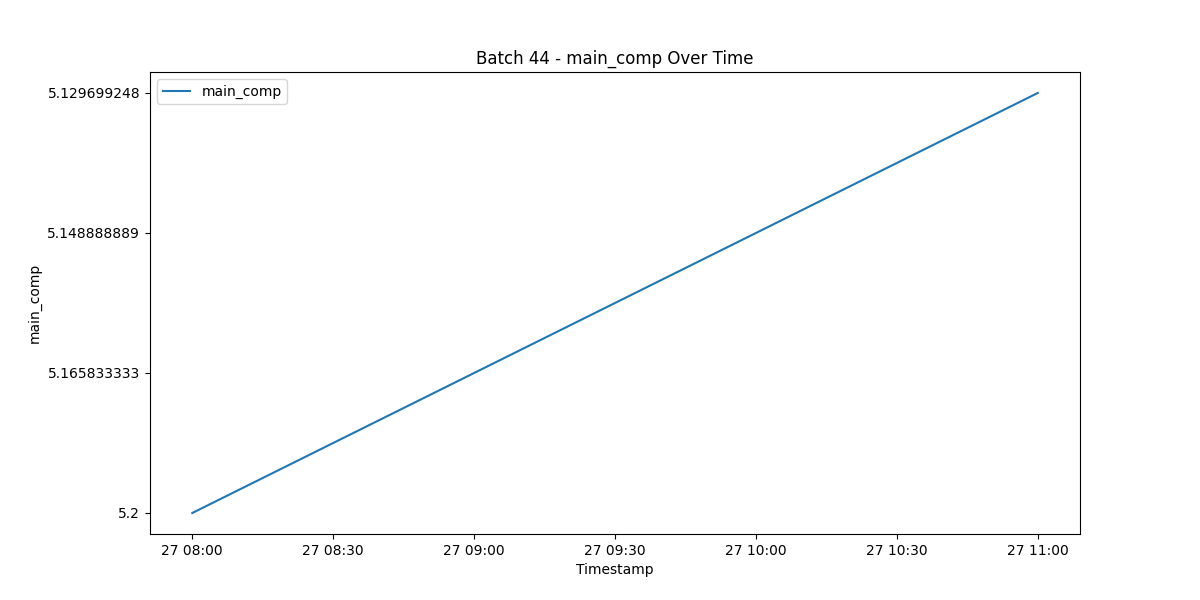 Batch 44 - main_comp Over Time
main_comp
5.129699248
5.148888889
5.165833333
5.2
main_comp
27 08:00 27 08:30 27 09:00 27 09:30 27 10:00 27 10:30 27 11:00
Timestamp